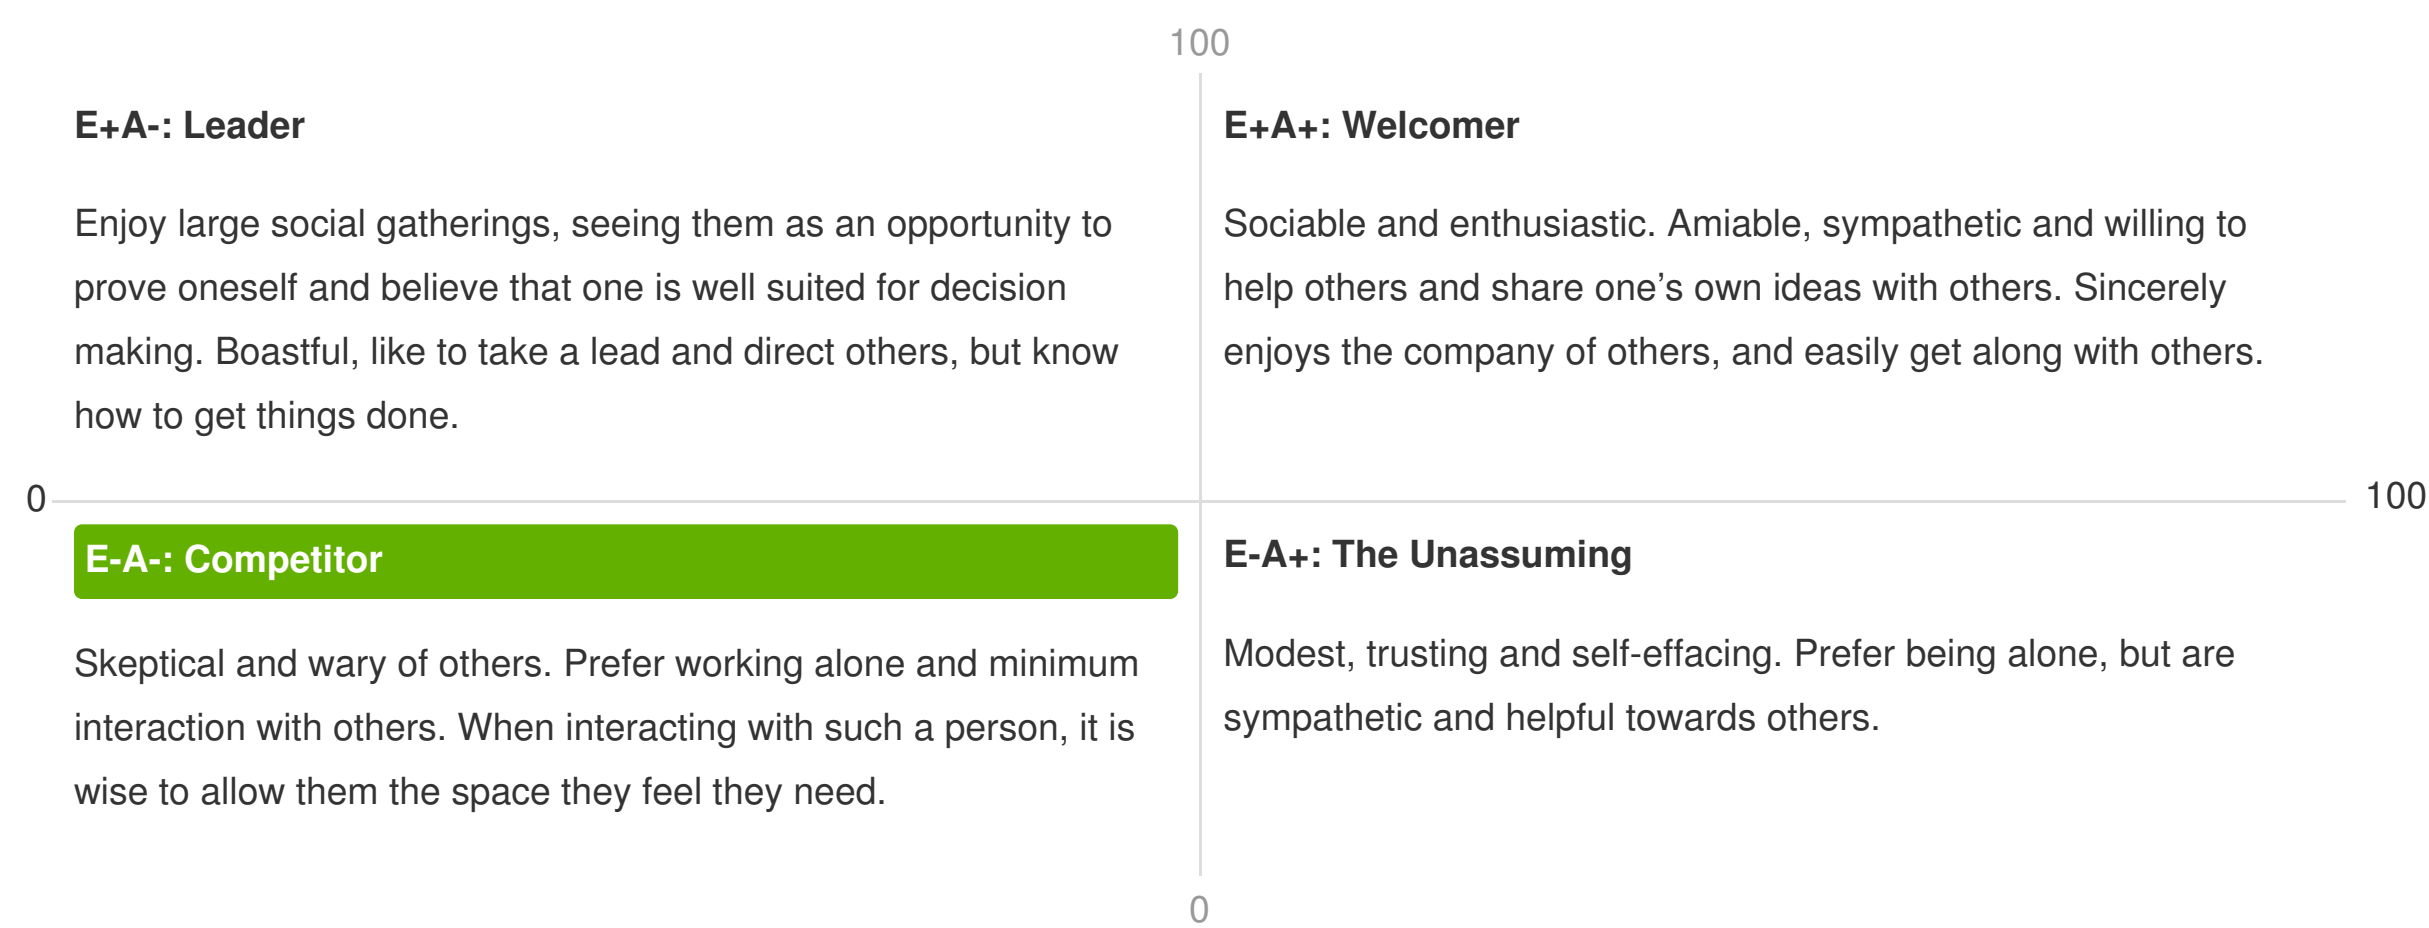 100
E+A-: Leader
Enjoy large social gatherings, seeing them as an opportunity to
prove oneself and believe that one is well suited for decision
making. Boastful, like to take a lead and direct others, but know
how to get things done.
E+A+: Welcomer
Sociable and enthusiastic. Amiable, sympathetic and willing to
help others and share one’s own ideas with others. Sincerely
enjoys the company of others, and easily get along with others.
0
100
E-A-: Competitor
Skeptical and wary of others. Prefer working alone and minimum
interaction with others. When interacting with such a person, it is
wise to allow them the space they feel they need.
E-A+: The Unassuming
Modest, trusting and self-effacing. Prefer being alone, but are
sympathetic and helpful towards others.
0